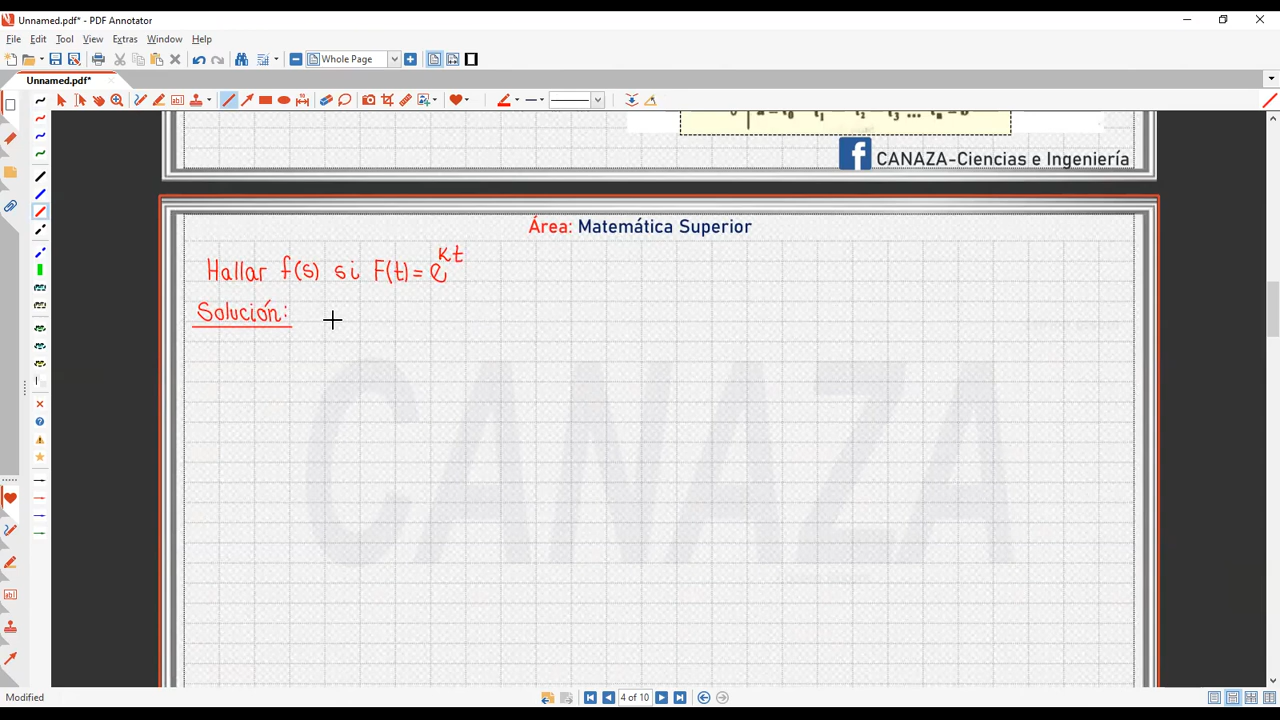 Unnamed.pdf* - PDF Annotator
File Edit Tool View Extras Window Help
Whole Page
Unnamed.pdf*
CANAZA-Ciencias e Ingeniería
Área: Matemática Superior
Hallar f(s) si F(t) = e^Kt
Solución:
CANAZA
Modified
4 of 10